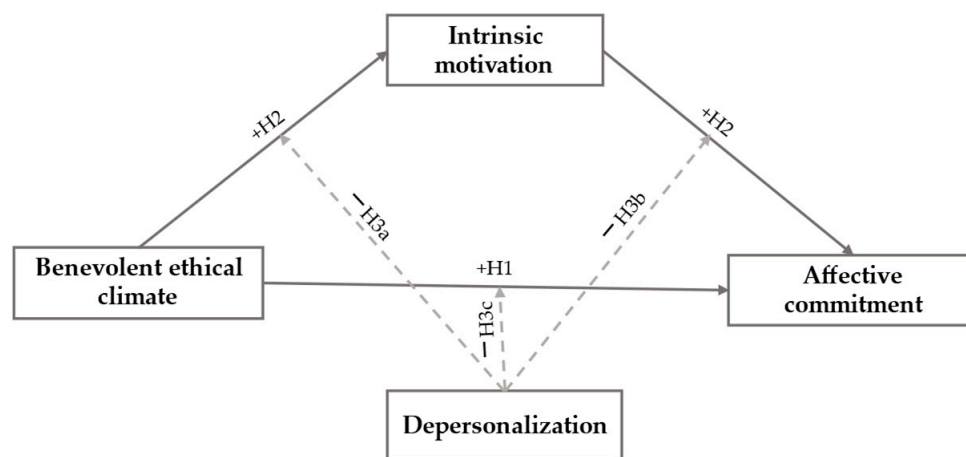 Intrinsic
motivation
+H2
+H2
− H3a
− H3b
Benevolent ethical
climate
+H1
Affective
commitment
− H3c
Depersonalization